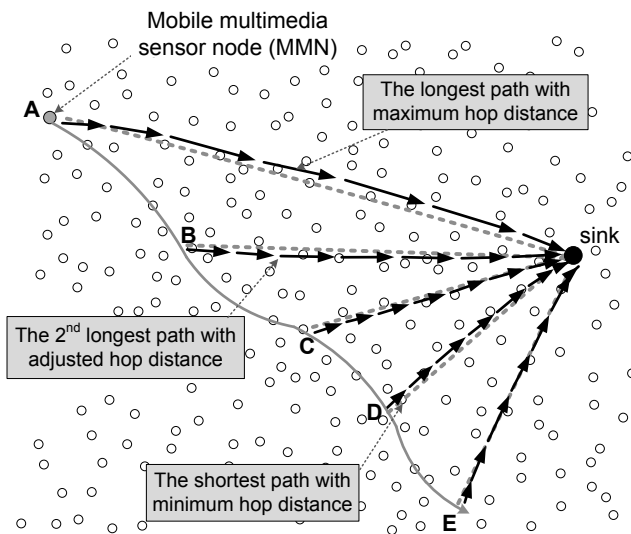 Mobile multimedia
sensor node (MMN)
A
The longest path with
maximum hop distance
B
sink
The 2nd longest path with
adjusted hop distance
C
D
The shortest path with
minimum hop distance
E